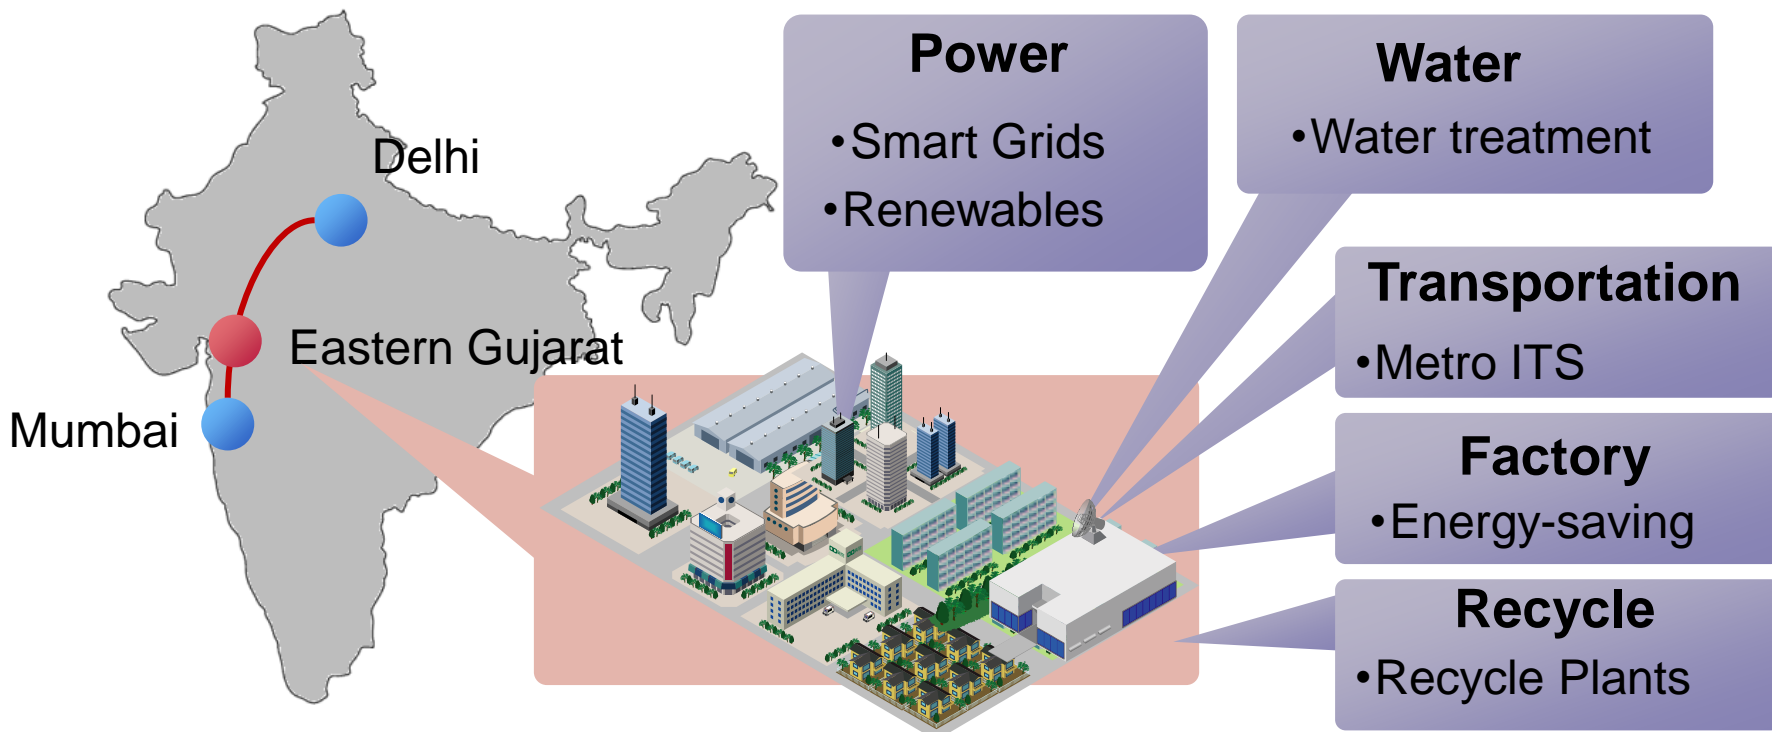 Delhi
Eastern Gujarat
Mumbai
Power
•Smart Grids
•Renewables
Water
•Water treatment
Transportation
•Metro ITS
Factory
•Energy-saving
Recycle
•Recycle Plants